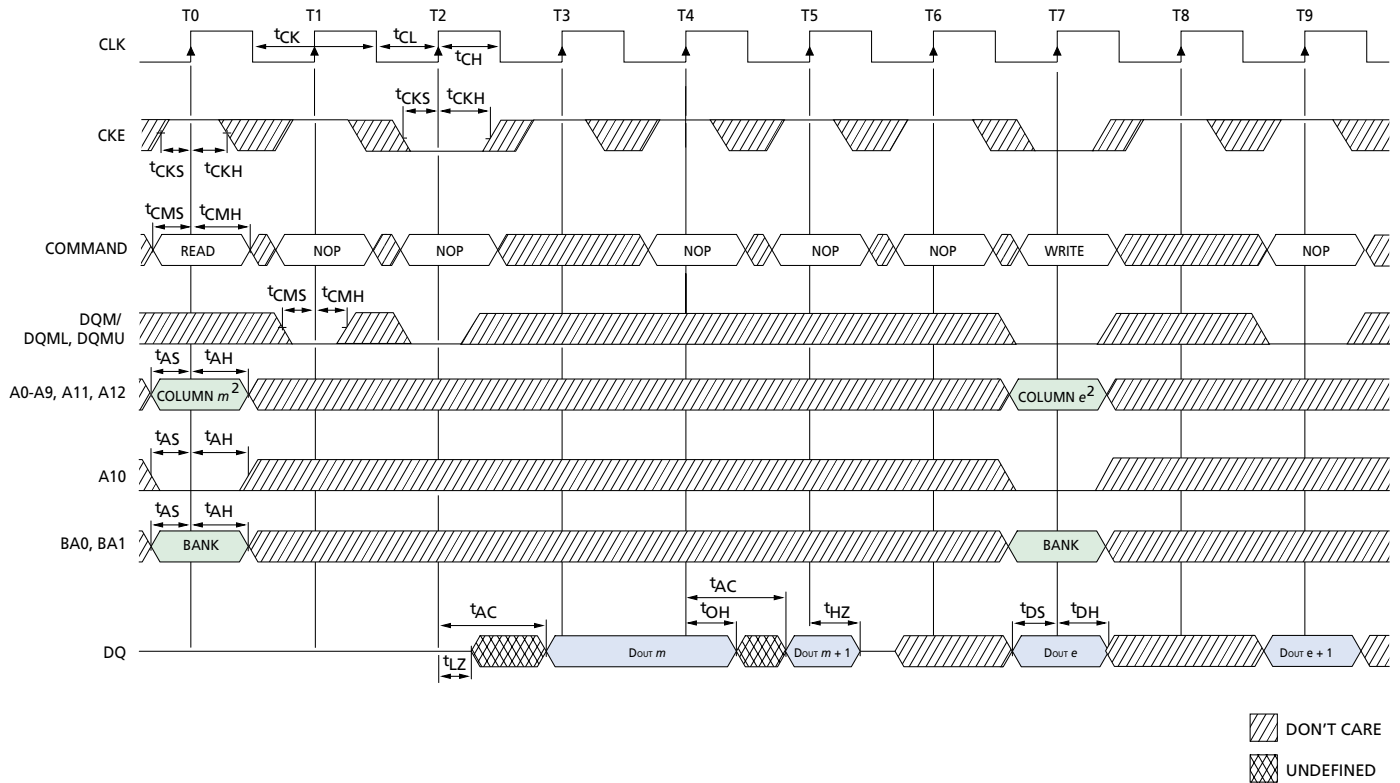 T0 T1 T2 T3 T4 T5 T6 T7 T8 T9
CLK
tCK tCL
tCH
tCKS tCKH
CKE
tCKS tCKH
tCMS tCMH
COMMAND READ NOP NOP NOP NOP NOP WRITE NOP
tCMS tCMH
DQM/
DQML, DQMU
tAS tAH
A0-A9, A11, A12 COLUMN m2 COLUMN e2
tAS tAH
A10
tAS tAH
BA0, BA1 BANK BANK
tAC
tAC tOH tHZ tDS tDH
DQ DOUT m DOUT m + 1 DOUT e DOUT e + 1
tLZ
DON'T CARE
UNDEFINED